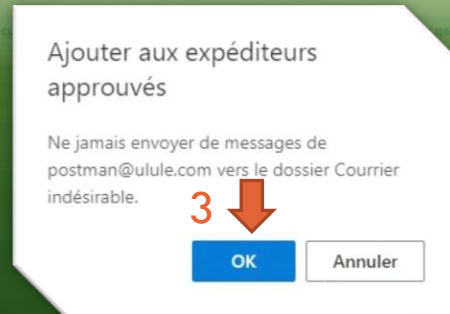 Ajouter aux expéditeurs
approuvés
Ne jamais envoyer de messages de
postman@ulule.com vers le dossier Courrier
indésirable.
3
OK Annuler